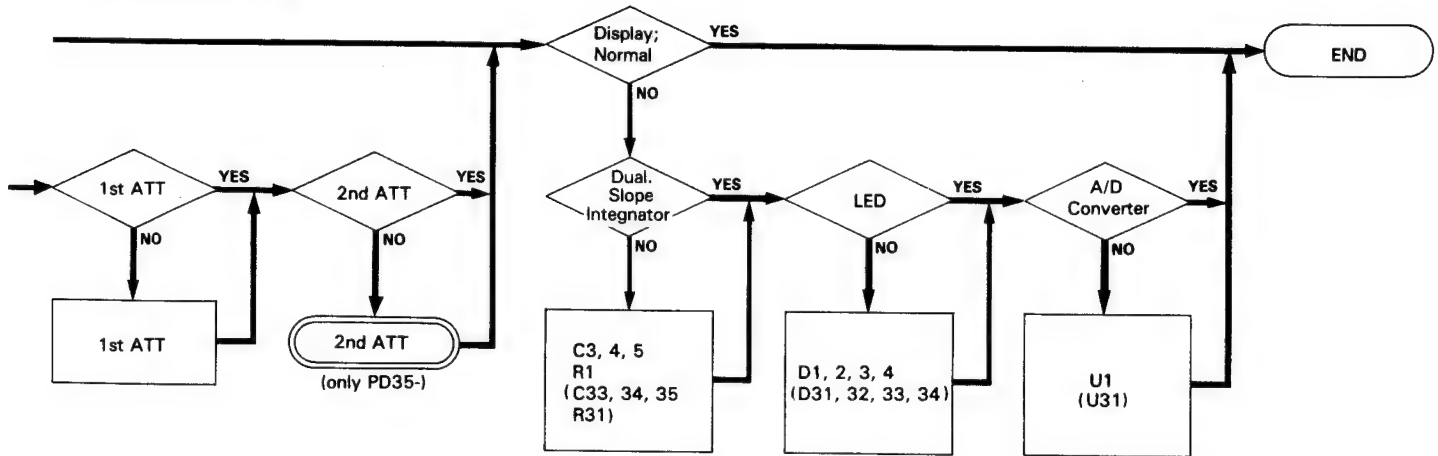 Display;
Normal
YES
NO
END
1st ATT
YES
NO
2nd ATT
YES
NO
1st ATT
2nd ATT
(only PD35-)
Dual.
Slope
Integnator
YES
NO
LED
YES
NO
A/D
Converter
YES
NO
C3, 4, 5
R1
(C33, 34, 35
R31)
D1, 2, 3, 4
(D31, 32, 33, 34)
U1
(U31)